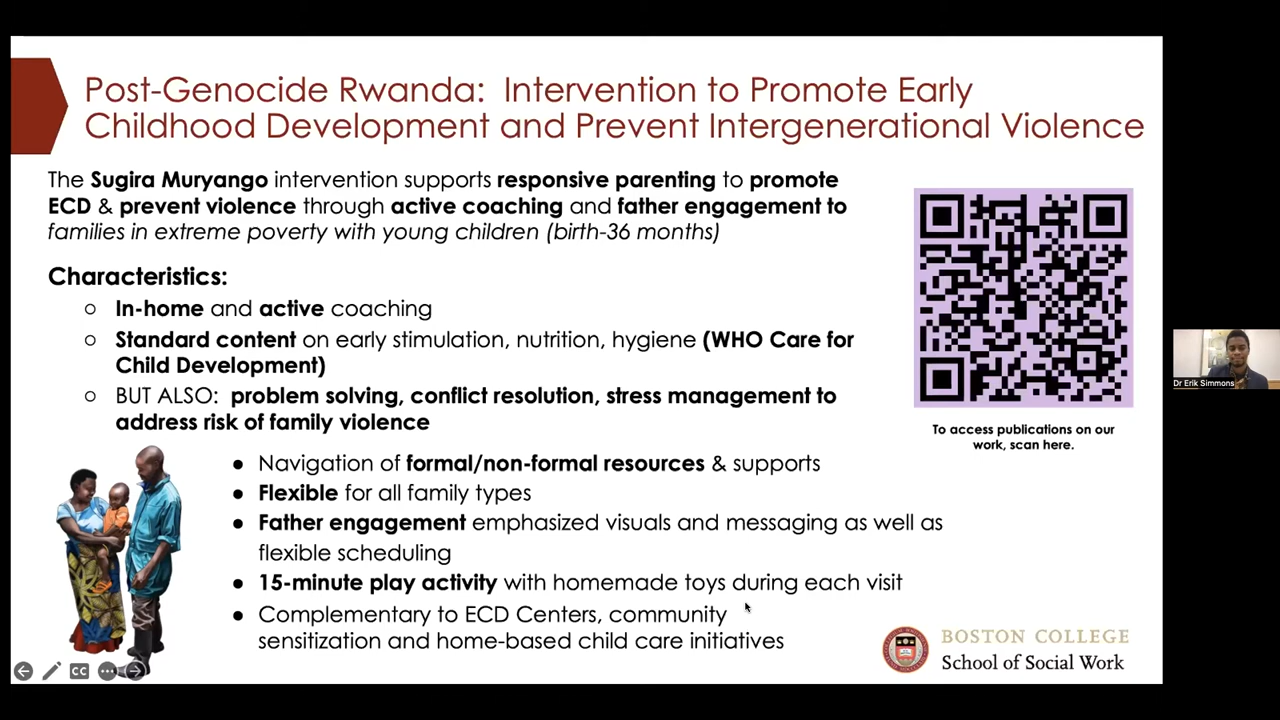 Post-Genocide Rwanda: Intervention to Promote Early
Childhood Development and Prevent Intergenerational Violence
The Sugira Muryango intervention supports responsive parenting to promote
ECD & prevent violence through active coaching and father engagement to
families in extreme poverty with young children (birth-36 months)
Characteristics:
○ In-home and active coaching
○ Standard content on early stimulation, nutrition, hygiene (WHO Care for
Child Development)
○ BUT ALSO: problem solving, conflict resolution, stress management to
address risk of family violence
● Navigation of formal/non-formal resources & supports
● Flexible for all family types
● Father engagement emphasized visuals and messaging as well as
flexible scheduling
● 15-minute play activity with homemade toys during each visit
● Complementary to ECD Centers, community
sensitization and home-based child care initiatives
To access publications on our
work, scan here.
BOSTON COLLEGE
School of Social Work
CC
Dr Erik Simmons